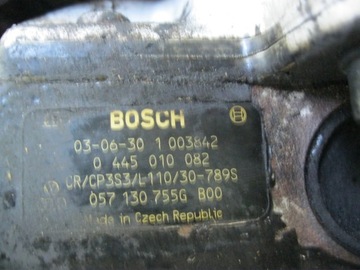 BOSCH
03-06-30 1 003842
0 445 010 082
CR/CP3S3/L110/30-789S
057 130 755G B00
Made in Czech Republic